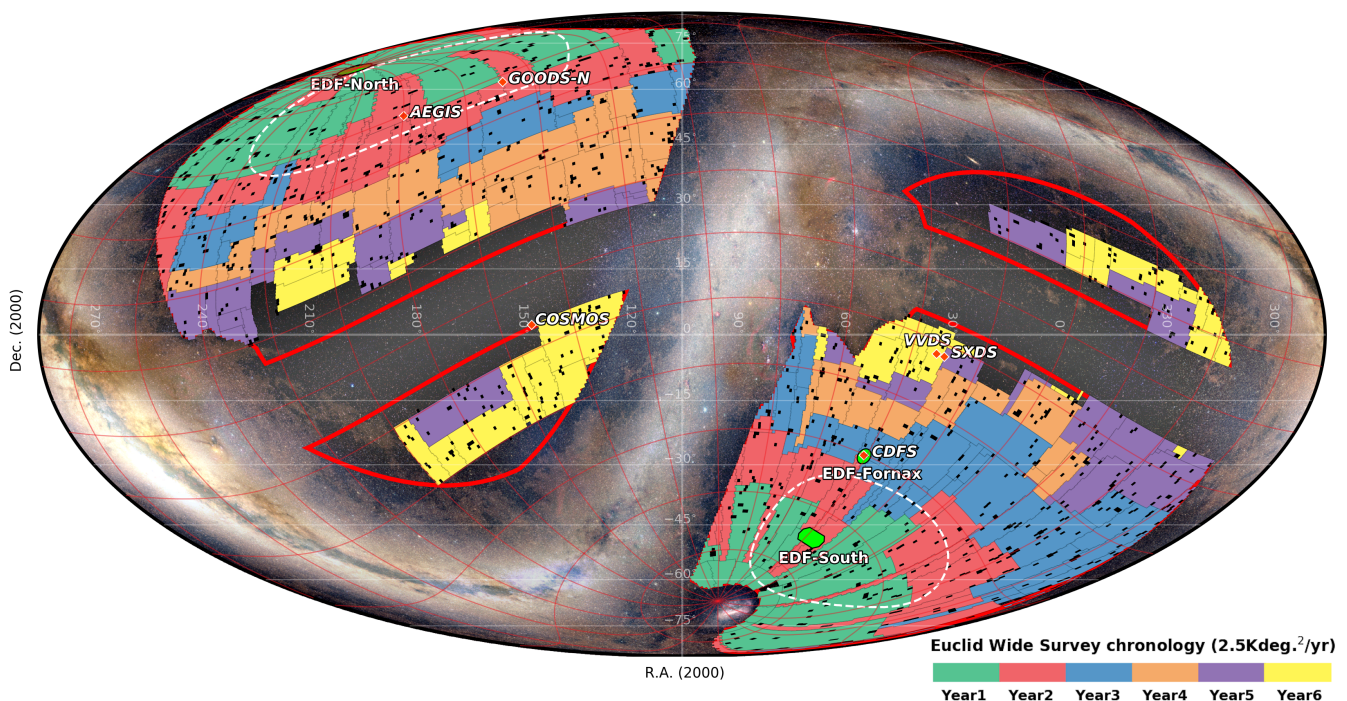 75°
60°
45°
30°
15°
0°
−15°
−30°
−45°
−60°
−75°
270°
240°
210°
180°
150°
120°
90°
60°
30°
0°
330°
300°
EDF-North
GOODS-N
AEGIS
COSMOS
VVDS
SXDS
CDFS
EDF-Fornax
EDF-South
Dec. (2000)
R.A. (2000)
Euclid Wide Survey chronology (2.5Kdeg.²/yr)
Year1 Year2 Year3 Year4 Year5 Year6